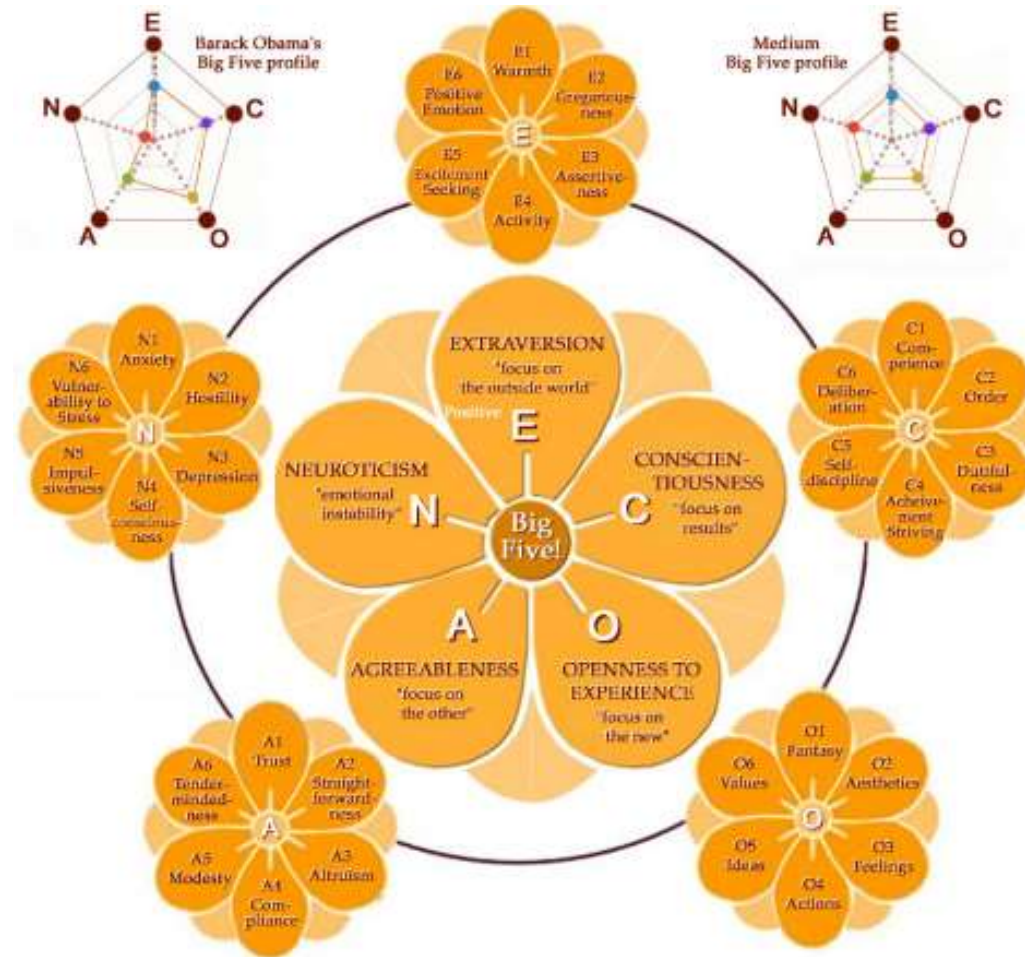 E
Barack Obama's
Big Five profile
N
C
A
O
Medium
Big Five profile
E
N
C
A
O
E1
Warmth
E2
Gregarious-
ness
E3
Assertive-
ness
E4
Activity
E5
Excitement
Seeking
E6
Positive
Emotion
E
N1
Anxiety
N2
Hostility
N3
Depression
N4
Self
conscious-
ness
N5
Impul-
siveness
N6
Vulner-
ability to
Stress
N
C1
Com-
petence
C2
Order
C3
Dutiful-
ness
C4
Acheive-
ment
Striving
C5
Self-
discipline
C6
Deliber-
ation
C
EXTRAVERSION
"focus on
the outside world"
Positive
E
NEUROTICISM
"emotional
instability"
N
CONSCIEN-
TIOUSNESS
"focus on
results"
C
Big
Five!
A
AGREEABLENESS
"focus on
the other"
O
OPENNESS TO
EXPERIENCE
"focus on
the new"
A1
Trust
A2
Straight-
forward-
ness
A3
Altruism
A4
Com-
pliance
A5
Modesty
A6
Tender-
minded-
ness
A
O1
Fantasy
O2
Aesthetics
O3
Feelings
O4
Actions
O5
Ideas
O6
Values
O